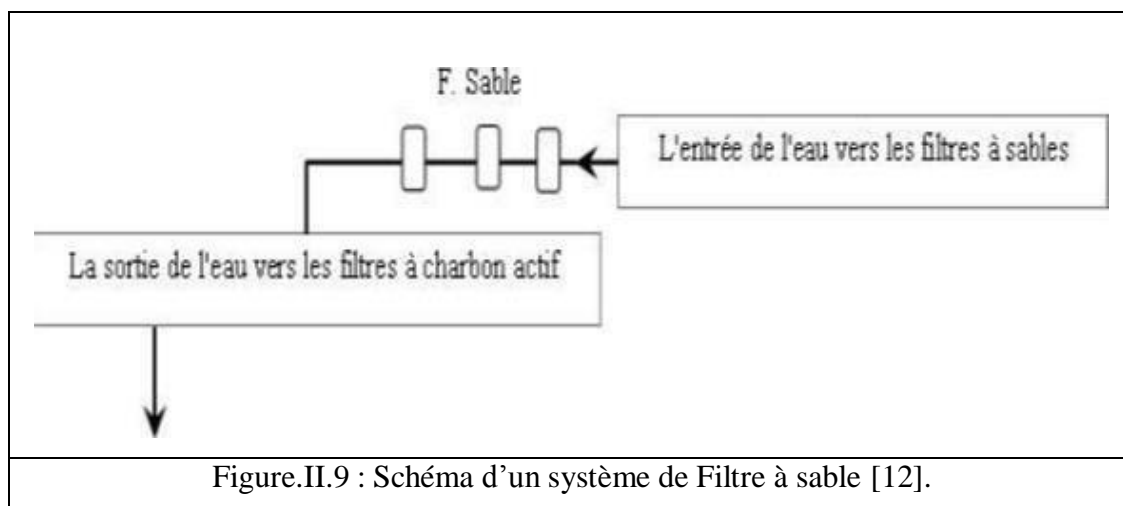 F. Sable
L'entrée de l'eau vers les filtres à sables
La sortie de l'eau vers les filtres à charbon actif
Figure.II.9 : Schéma d’un système de Filtre à sable [12].